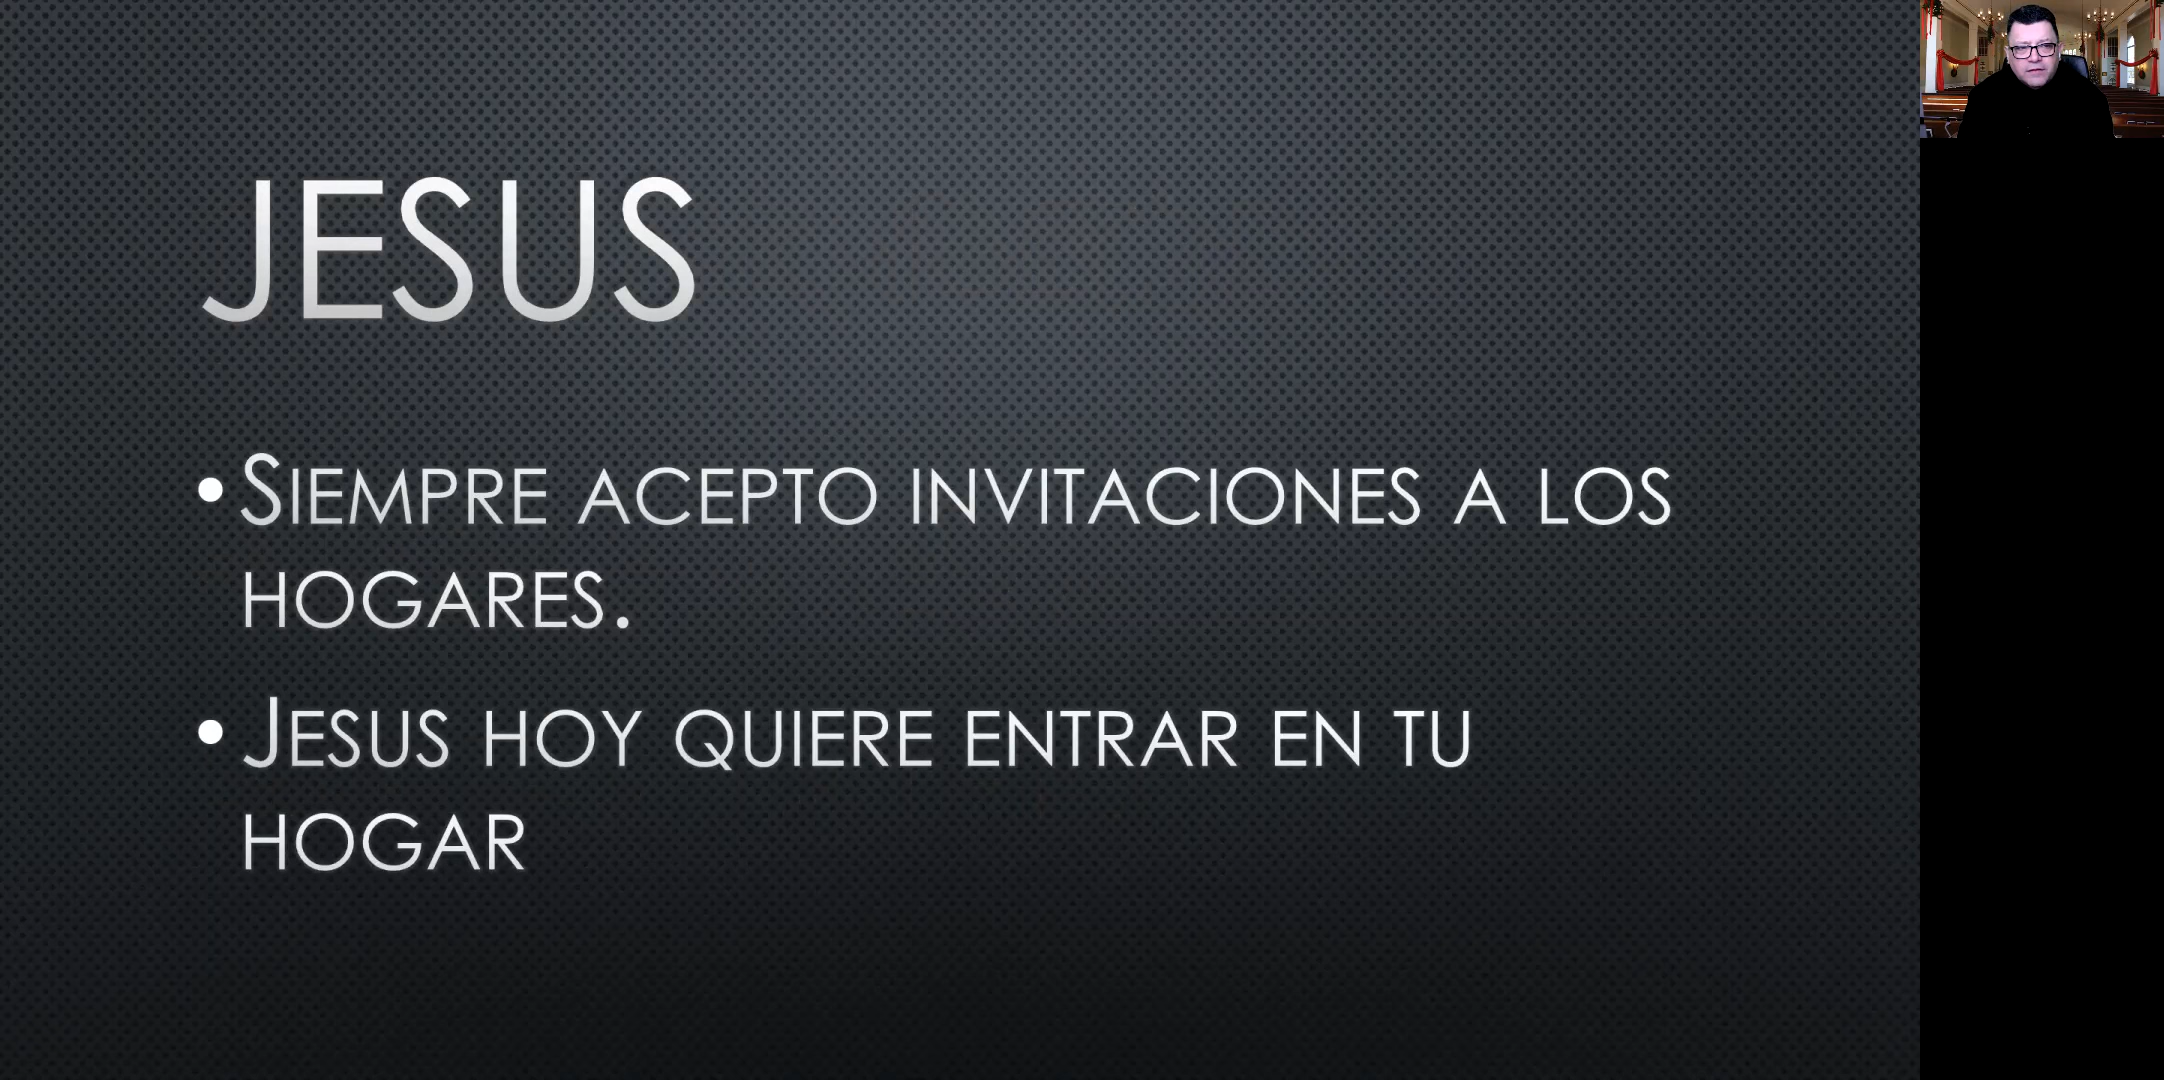 JESUS
• SIEMPRE ACEPTO INVITACIONES A LOS
HOGARES.
• JESUS HOY QUIERE ENTRAR EN TU
HOGAR